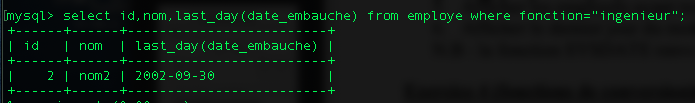 [mysql> select id,nom,last_day(date_embauche) from employe where fonction="ingenieur";
+------+------+-------------------------+
| id   | nom  | last_day(date_embauche) |
+------+------+-------------------------+
|    2 | nom2 | 2002-09-30              |
+------+------+-------------------------+